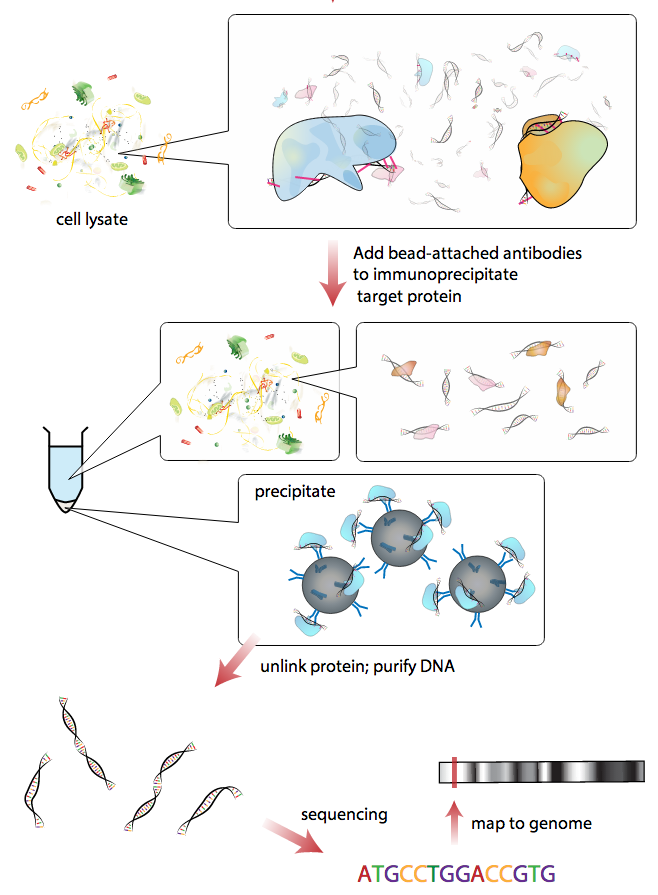 cell lysate
Add bead-attached antibodies
to immunoprecipitate
target protein
precipitate
unlink protein; purify DNA
sequencing
map to genome
ATGCCTGGACCGTG